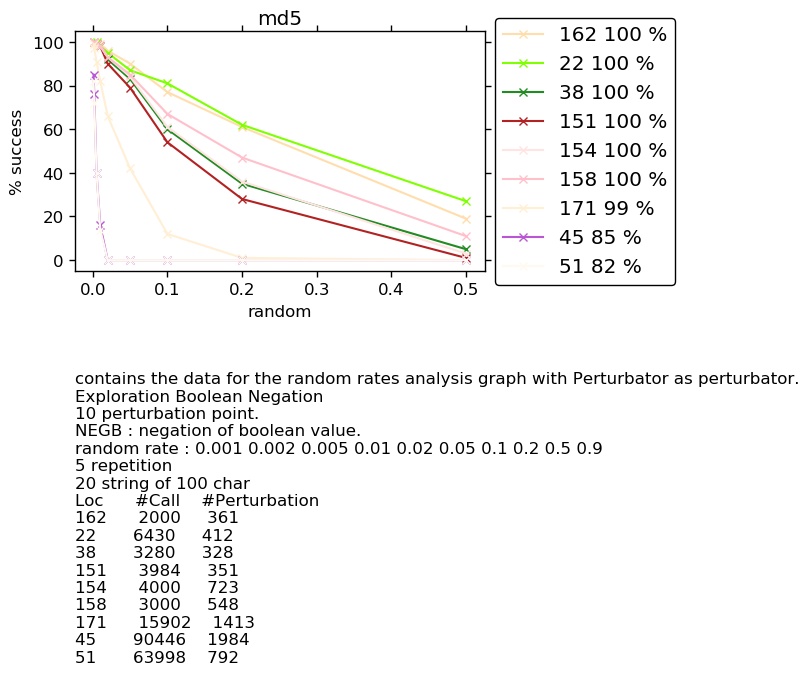 md5
100
80
60
40
20
0
% success
0.0 0.1 0.2 0.3 0.4 0.5
random
162 100 %
22 100 %
38 100 %
151 100 %
154 100 %
158 100 %
171 99 %
45 85 %
51 82 %
contains the data for the random rates analysis graph with Perturbator as perturbator.
Exploration Boolean Negation
10 perturbation point.
NEGB : negation of boolean value.
random rate : 0.001 0.002 0.005 0.01 0.02 0.05 0.1 0.2 0.5 0.9
5 repetition
20 string of 100 char
Loc #Call #Perturbation
162 2000 361
22 6430 412
38 3280 328
151 3984 351
154 4000 723
158 3000 548
171 15902 1413
45 90446 1984
51 63998 792